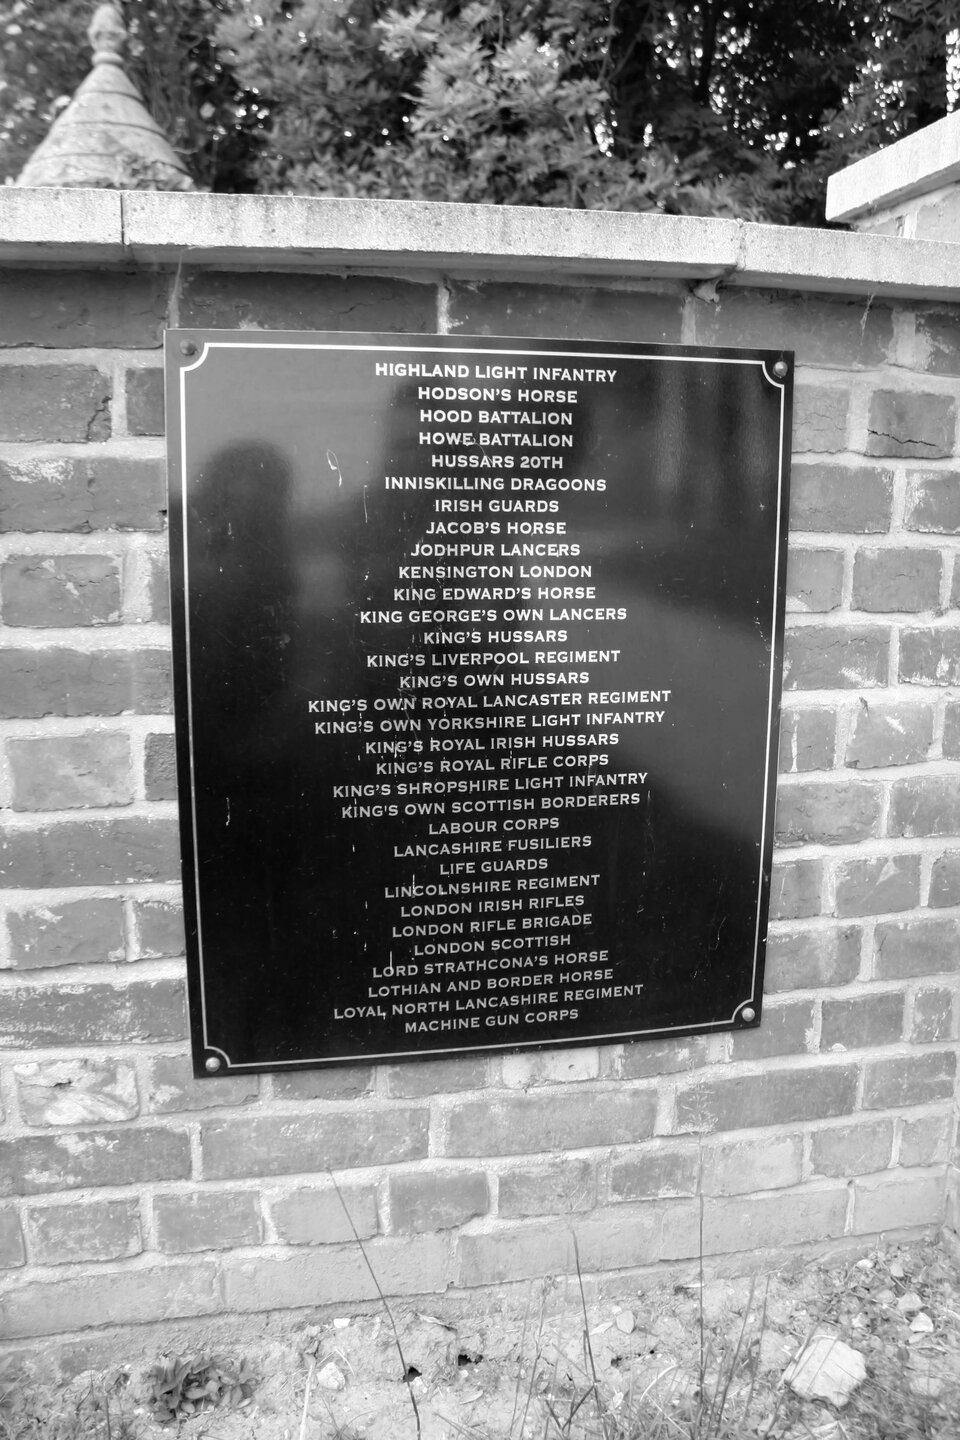 HIGHLAND LIGHT INFANTRY
HODSON'S HORSE
HOOD BATTALION
HOWE BATTALION
HUSSARS 20TH
INNISKILLING DRAGOONS
IRISH GUARDS
JACOB'S HORSE
JODHPUR LANCERS
KENSINGTON LONDON
KING EDWARD'S HORSE
KING GEORGE'S OWN LANCERS
KING'S HUSSARS
KING'S LIVERPOOL REGIMENT
KING'S OWN HUSSARS
KING'S OWN ROYAL LANCASTER REGIMENT
KING'S OWN YORKSHIRE LIGHT INFANTRY
KING'S ROYAL IRISH HUSSARS
KING'S ROYAL RIFLE CORPS
KING'S SHROPSHIRE LIGHT INFANTRY
KING'S OWN SCOTTISH BORDERERS
LABOUR CORPS
LANCASHIRE FUSILIERS
LIFE GUARDS
LINCOLNSHIRE REGIMENT
LONDON IRISH RIFLES
LONDON RIFLE BRIGADE
LONDON SCOTTISH
LORD STRATHCONA'S HORSE
LOTHIAN AND BORDER HORSE
LOYAL NORTH LANCASHIRE REGIMENT
MACHINE GUN CORPS